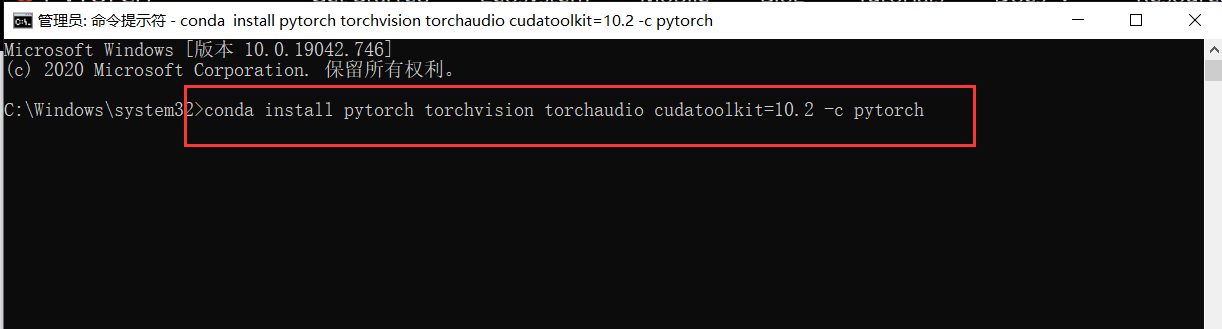 管理员: 命令提示符 - conda  install pytorch torchvision torchaudio cudatoolkit=10.2 -c pytorch
Microsoft Windows [版本 10.0.19042.746]
(c) 2020 Microsoft Corporation. 保留所有权利。
C:\Windows\system32>conda install pytorch torchvision torchaudio cudatoolkit=10.2 -c pytorch